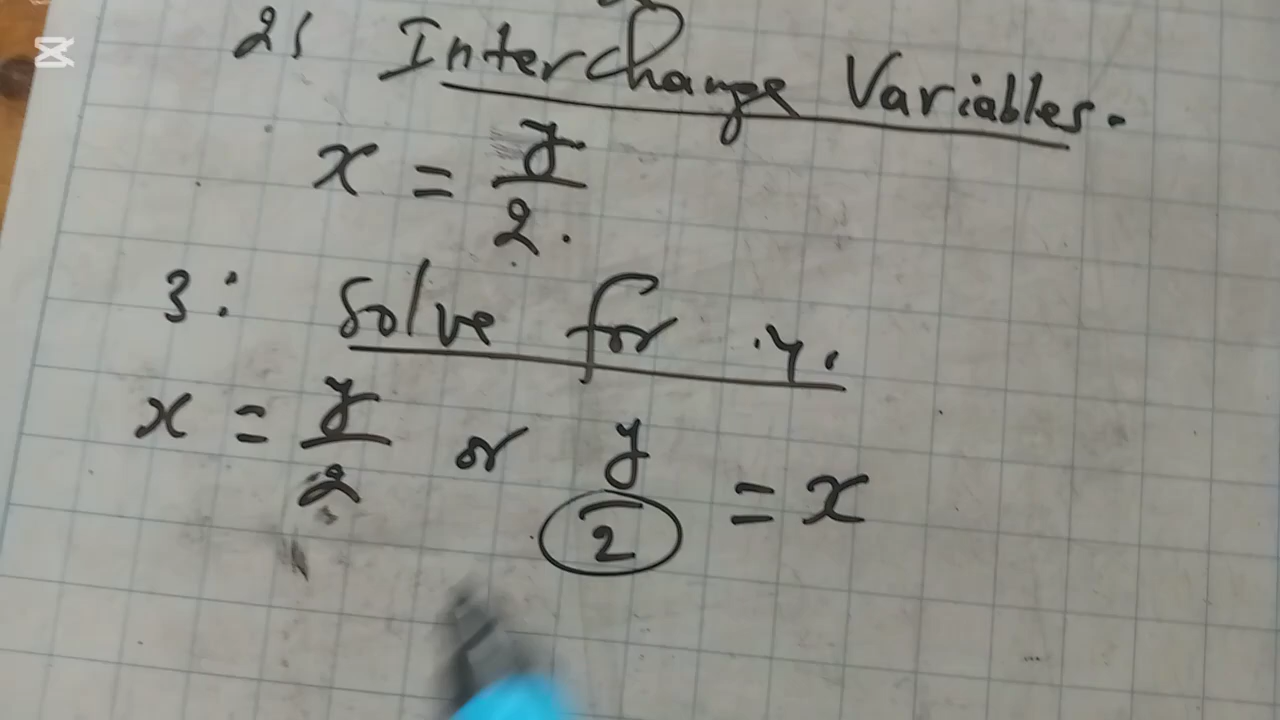 2) Interchange Variables.
x = y/2.
3: Solve for y.
x = y/2 or y/2 = x